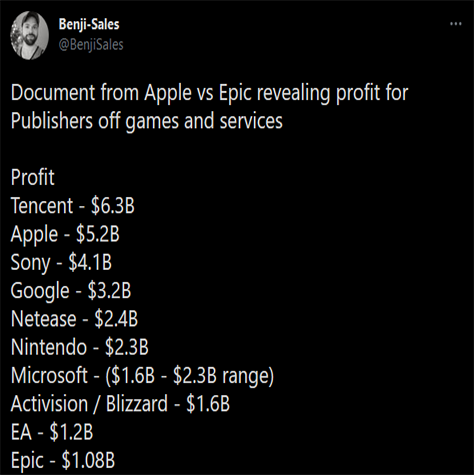 Benji-Sales
@BenjiSales
Document from Apple vs Epic revealing profit for
Publishers off games and services
Profit
Tencent - $6.3B
Apple - $5.2B
Sony - $4.1B
Google - $3.2B
Netease - $2.4B
Nintendo - $2.3B
Microsoft - ($1.6B - $2.3B range)
Activision / Blizzard - $1.6B
EA - $1.2B
Epic - $1.08B